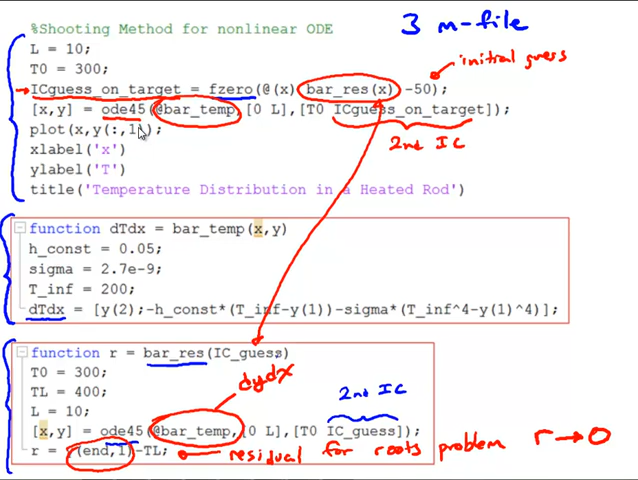 %Shooting Method for nonlinear ODE
3 m-file
L = 10;
T0 = 300;
initial guess
ICguess_on_target = fzero(@(x) bar_res(x) -50);
[x,y] = ode45(@bar_temp,[0 L],[T0 ICguess_on_target]);
plot(x,y(:,1));
2nd IC
xlabel('x')
ylabel('T')
title('Temperature Distribution in a Heated Rod')
function dTdx = bar_temp(x,y)
h_const = 0.05;
sigma = 2.7e-9;
T_inf = 200;
dTdx = [y(2);-h_const*(T_inf-y(1))-sigma*(T_inf^4-y(1)^4)];
function r = bar_res(IC_guess)
T0 = 300;
dydx
TL = 400;
2nd IC
L = 10;
[x,y] = ode45(@bar_temp,[0 L],[T0 IC_guess]);
r = (end,1)-TL;
residual for roots problem r→0